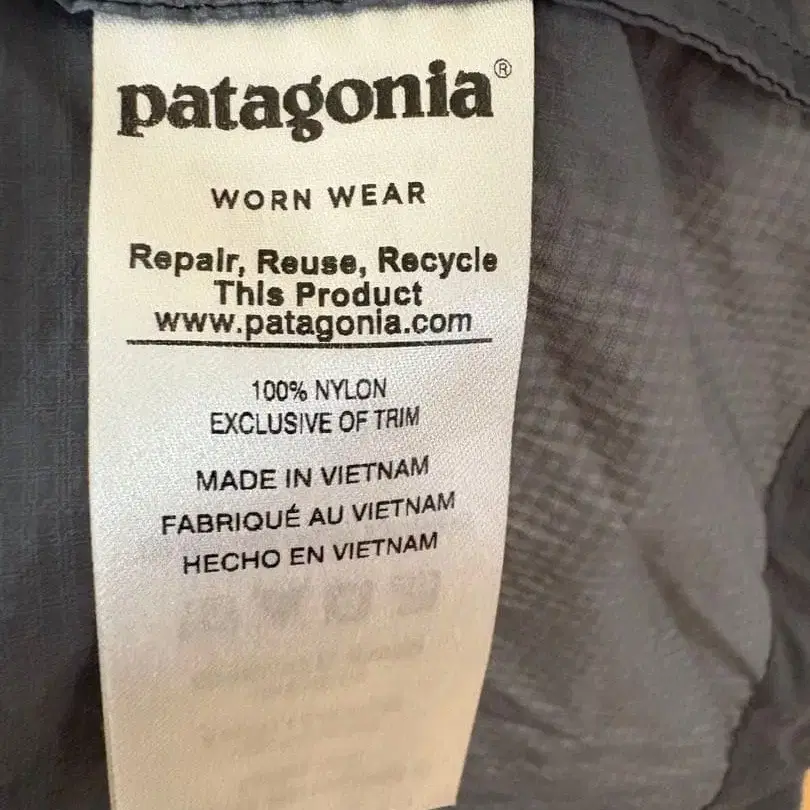 patagonia®
WORN WEAR
Repair, Reuse, Recycle
This Product
www.patagonia.com
100% NYLON
EXCLUSIVE OF TRIM
MADE IN VIETNAM
FABRIQUÉ AU VIETNAM
HECHO EN VIETNAM